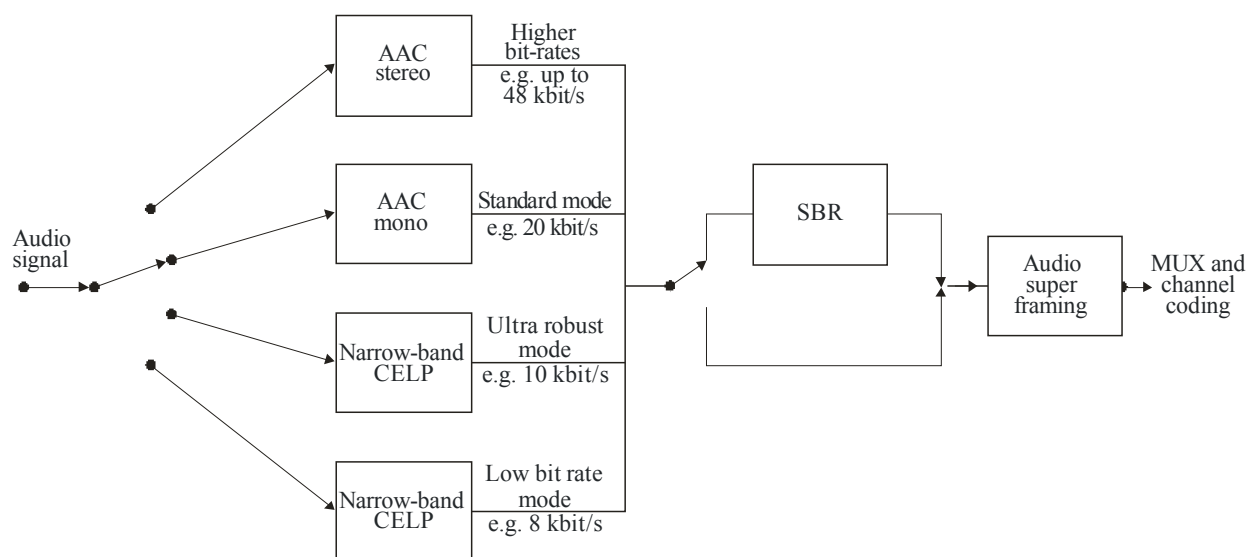 Audio
signal
AAC
stereo
Higher
bit-rates
e.g. up to
48 kbit/s
AAC
mono
Standard mode
e.g. 20 kbit/s
Narrow-band
CELP
Ultra robust
mode
e.g. 10 kbit/s
Narrow-band
CELP
Low bit rate
mode
e.g. 8 kbit/s
SBR
Audio
super
framing
MUX and
channel
coding